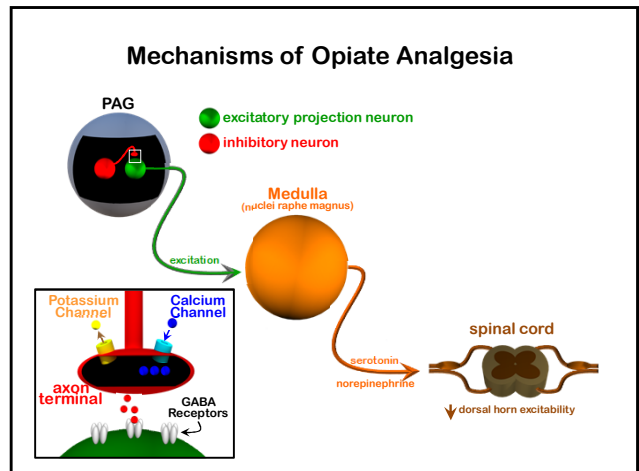 Mechanisms of Opiate Analgesia
PAG
excitatory projection neuron
inhibitory neuron
Medulla
(nuclei raphe magnus)
excitation
Potassium
Channel
Calcium
Channel
axon
terminal
GABA
Receptors
serotonin
norepinephrine
spinal cord
dorsal horn excitability